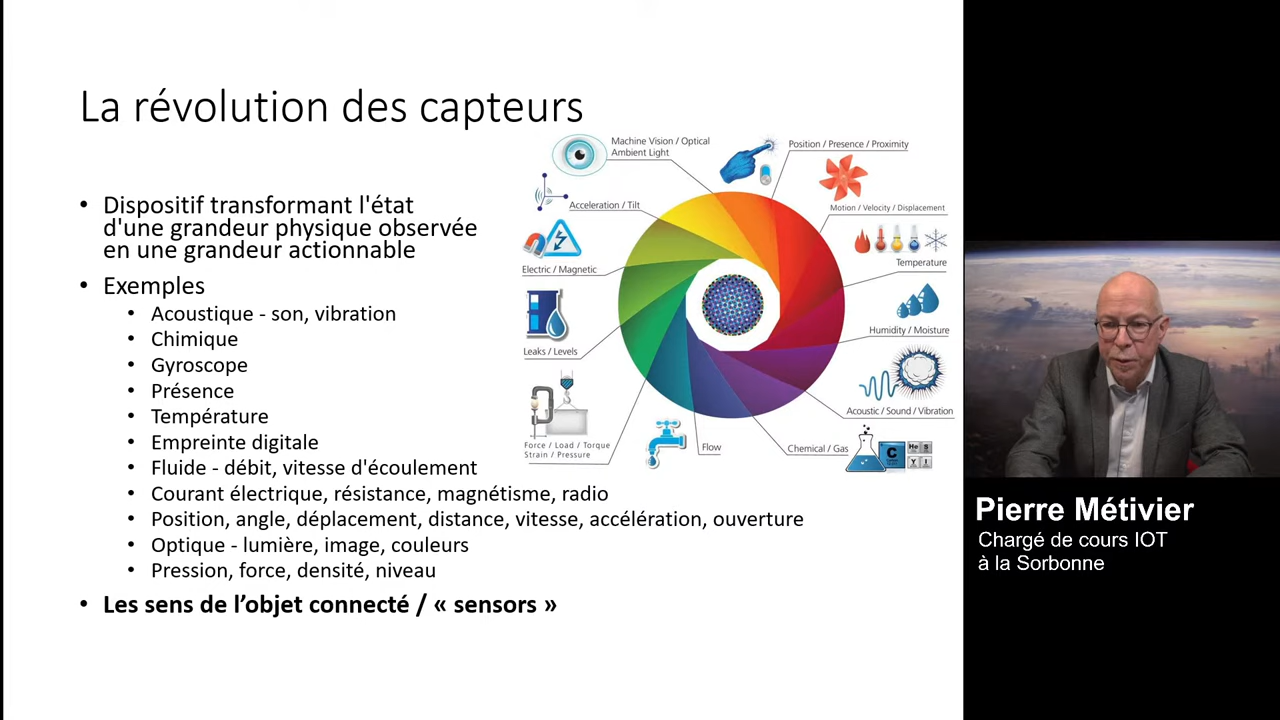 La révolution des capteurs
• Dispositif transformant l'état
d'une grandeur physique observée
en une grandeur actionnable
• Exemples
• Acoustique - son, vibration
• Chimique
• Gyroscope
• Présence
• Température
• Empreinte digitale
• Fluide - débit, vitesse d'écoulement
• Courant électrique, résistance, magnétisme, radio
• Position, angle, déplacement, distance, vitesse, accélération, ouverture
• Optique - lumière, image, couleurs
• Pression, force, densité, niveau
• Les sens de l’objet connecté / « sensors »
Machine Vision / Optical
Ambient Light
Position / Presence / Proximity
Acceleration / Tilt
Motion / Velocity / Displacement
Electric / Magnetic
Temperature
Leaks / Levels
Humidity / Moisture
Force / Load / Torque
Strain / Pressure
Acoustic / Sound / Vibration
Flow
Chemical / Gas
C
Pierre Métivier
Chargé de cours IOT
à la Sorbonne